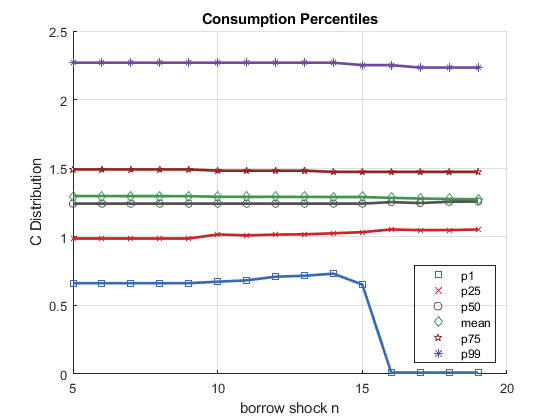 Consumption Percentiles
2.5
2
1.5
1
0.5
0
C Distribution
5
10
15
20
borrow shock n
p1
p25
p50
mean
p75
p99